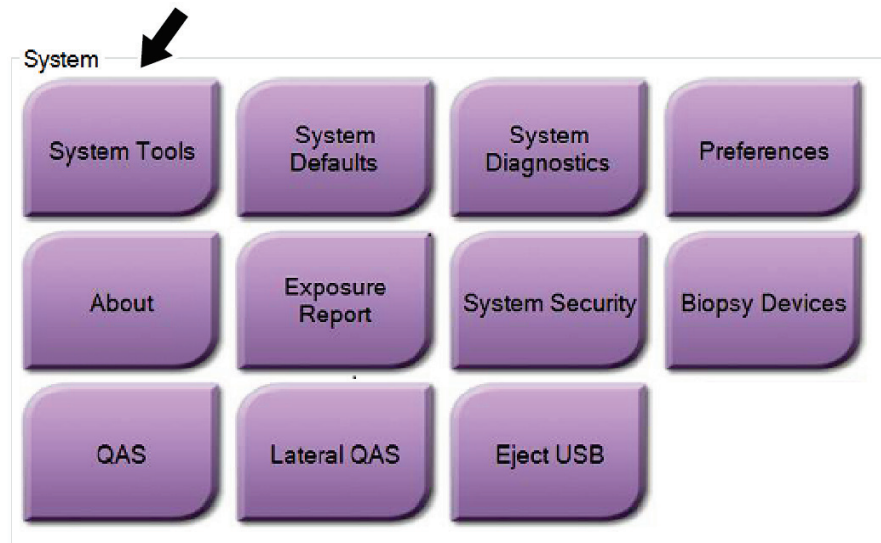 System
System Tools
System
Defaults
System
Diagnostics
Preferences
About
Exposure
Report
System Security
Biopsy Devices
QAS
Lateral QAS
Eject USB